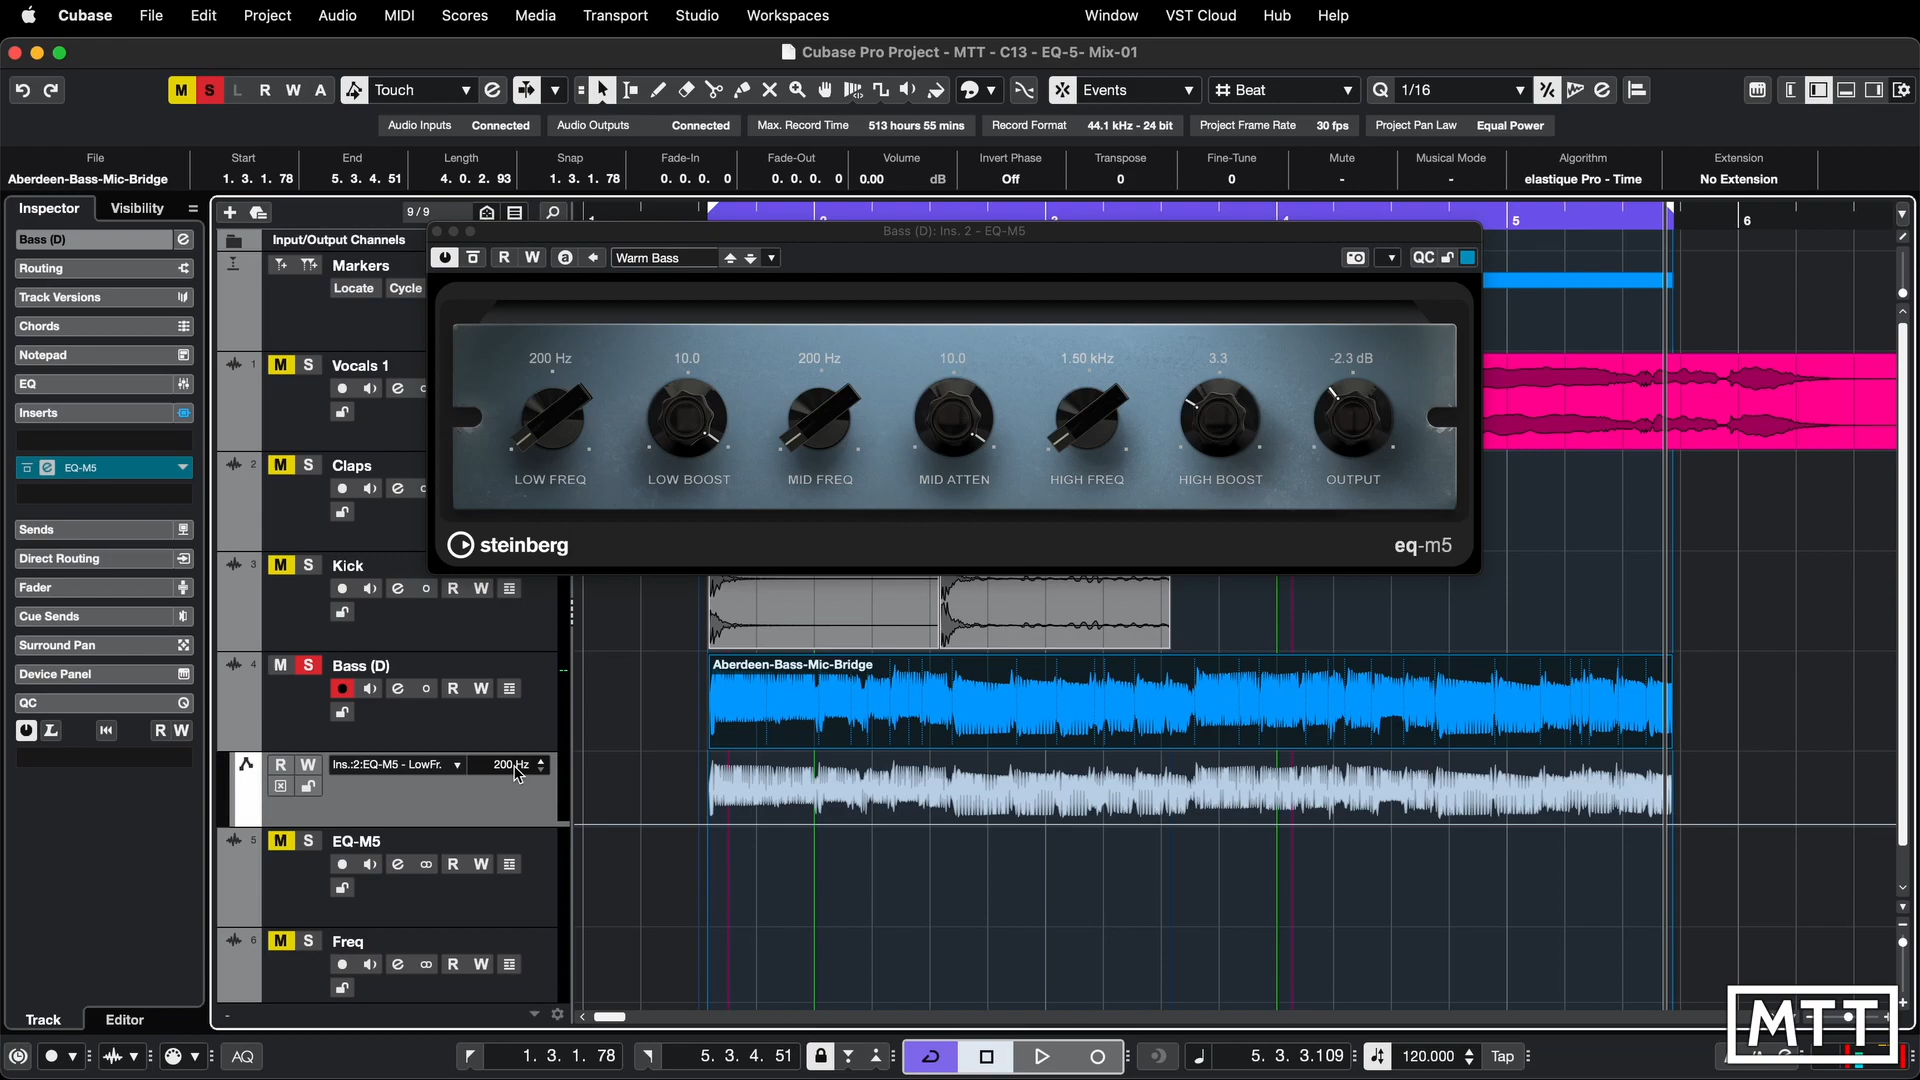 Cubase File Edit Project Audio MIDI Scores Media Transport Studio Workspaces Window VST Cloud Hub Help
Cubase Pro Project - MTT - C13 - EQ-5- Mix-01
M S L R W A Touch Events Beat Q 1/16
Audio Inputs Connected Audio Outputs Connected Max. Record Time 513 hours 55 mins Record Format 44.1 kHz - 24 bit Project Frame Rate 30 fps Project Pan Law Equal Power
File Start End Length Snap Fade-In Fade-Out Volume Invert Phase Transpose Fine-Tune Mute Musical Mode Algorithm Extension
Aberdeen-Bass-Mic-Bridge 1. 3. 1. 78 5. 3. 4. 51 4. 0. 2. 93 1. 3. 1. 78 0. 0. 0. 0 0. 0. 0. 0 0.00 dB Off 0 0 - - elastique Pro - Time No Extension
Inspector Visibility
9/9
5 6
Bass (D)
Routing
Track Versions
Chords
Notepad
EQ
Inserts
EQ-M5
Sends
Direct Routing
Fader
Cue Sends
Surround Pan
Device Panel
QC
L R W
Track Editor
Input/Output Channels
Markers
Locate Cycle
1 M S Vocals 1
2 M S Claps
3 M S Kick
R W
4 M S Bass (D)
R W
R W Ins.:2:EQ-M5 - LowFr. 200 Hz
5 M S EQ-M5
R W
6 M S Freq
R W
Bass (D): Ins. 2 - EQ-M5
R W Warm Bass QC
200 Hz 10.0 200 Hz 10.0 1.50 kHz 3.3 -2.3 dB
LOW FREQ LOW BOOST MID FREQ MID ATTEN HIGH FREQ HIGH BOOST OUTPUT
steinberg eq-m5
Aberdeen-Bass-Mic-Bridge
MTT
AQ 1. 3. 1. 78 5. 3. 4. 51 5. 3. 3.109 120.000 Tap